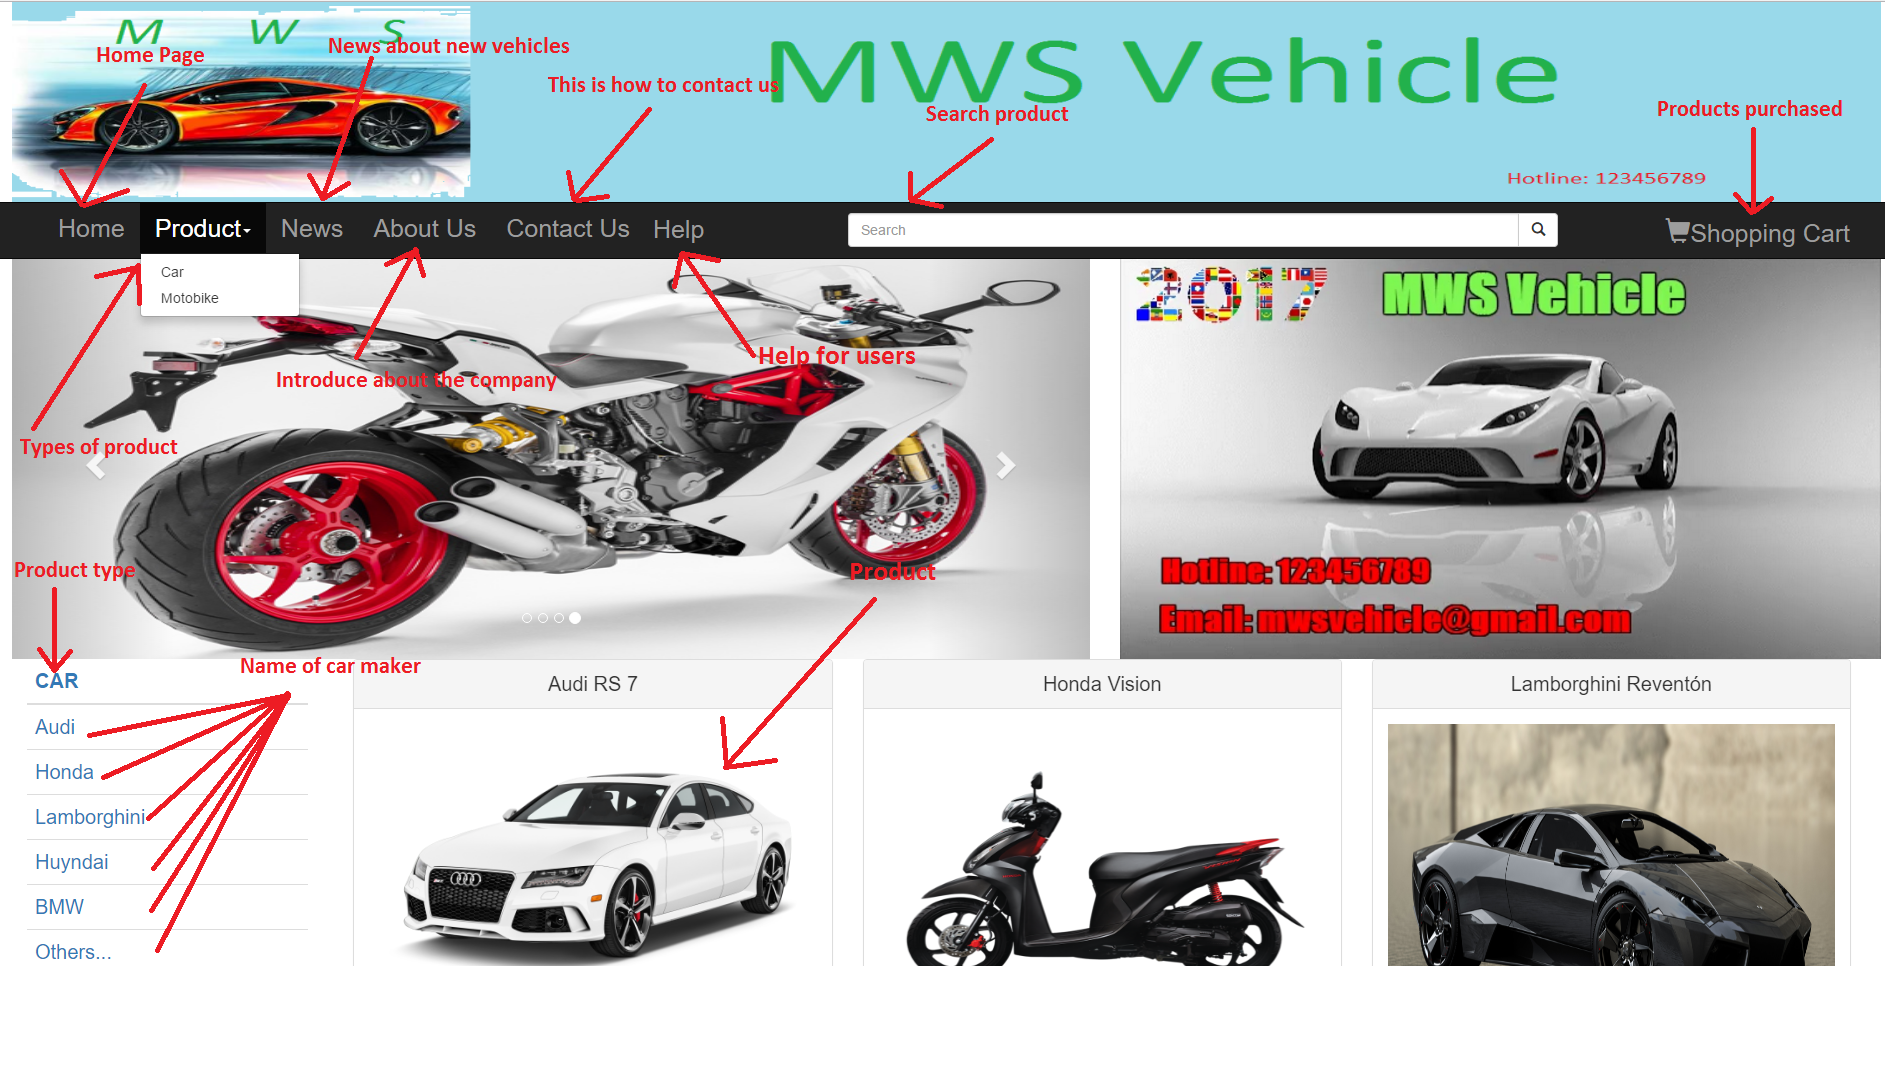 M W S
Home Page
News about new vehicles
This is how to contact us
MWS Vehicle
Search product
Products purchased
Hotline: 123456789
Home Product News About Us Contact Us Help Search Shopping Cart
Car
Motobike
2017 MWS Vehicle
Help for users
Introduce about the company
Types of product
Hotline: 123456789
Email: mwsvehicle@gmail.com
Product type
Product
Name of car maker
CAR
Audi
Honda
Lamborghini
Huyndai
BMW
Others...
Audi RS 7
Honda Vision
Lamborghini Reventón